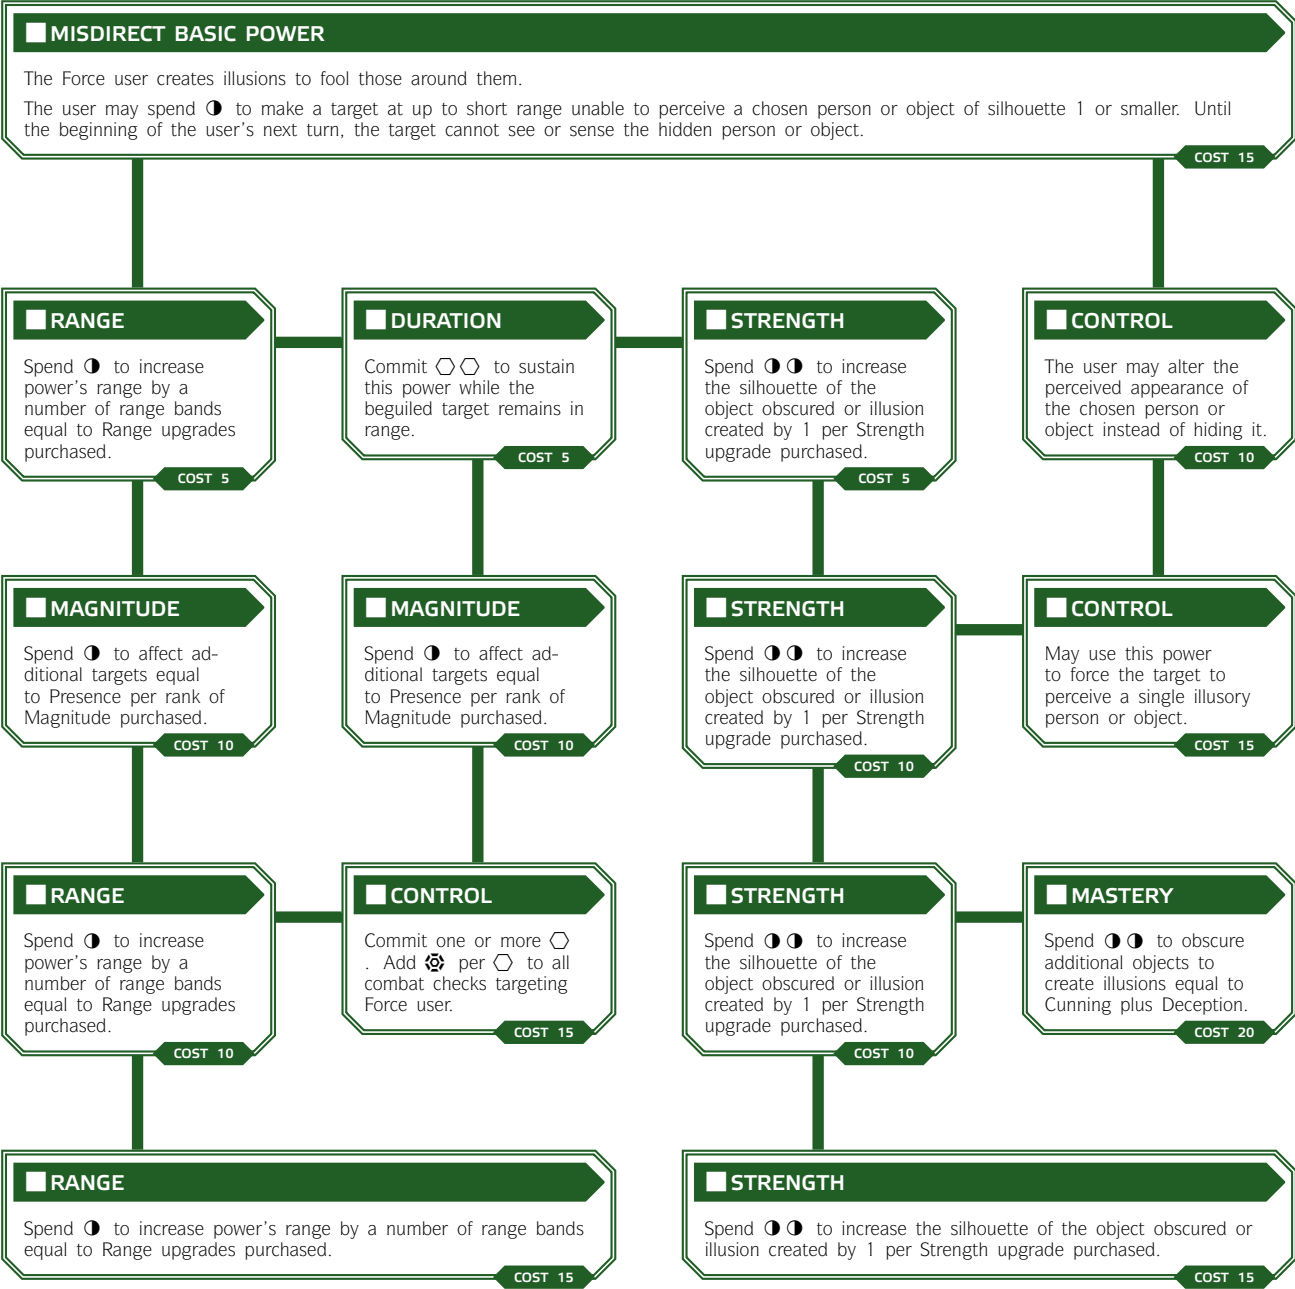 MISDIRECT BASIC POWER
The Force user creates illusions to fool those around them.
The user may spend ◑ to make a target at up to short range unable to perceive a chosen person or object of silhouette 1 or smaller. Until
the beginning of the user's next turn, the target cannot see or sense the hidden person or object.
COST 15
RANGE
Spend ◑ to increase
power's range by a
number of range bands
equal to Range upgrades
purchased.
COST 5
DURATION
Commit ⬡⬡ to sustain
this power while the
beguiled target remains in
range.
COST 5
STRENGTH
Spend ◑◑ to increase
the silhouette of the
object obscured or illusion
created by 1 per Strength
upgrade purchased.
COST 5
CONTROL
The user may alter the
perceived appearance of
the chosen person or
object instead of hiding it.
COST 10
MAGNITUDE
Spend ◑ to affect ad-
ditional targets equal
to Presence per rank of
Magnitude purchased.
COST 10
MAGNITUDE
Spend ◑ to affect ad-
ditional targets equal
to Presence per rank of
Magnitude purchased.
COST 10
STRENGTH
Spend ◑◑ to increase
the silhouette of the
object obscured or illusion
created by 1 per Strength
upgrade purchased.
COST 10
CONTROL
May use this power
to force the target to
perceive a single illusory
person or object.
COST 15
RANGE
Spend ◑ to increase
power's range by a
number of range bands
equal to Range upgrades
purchased.
COST 10
CONTROL
Commit one or more ⬡
. Add per ⬡ to all
combat checks targeting
Force user.
COST 15
STRENGTH
Spend ◑◑ to increase
the silhouette of the
object obscured or illusion
created by 1 per Strength
upgrade purchased.
COST 10
MASTERY
Spend ◑◑ to obscure
additional objects to
create illusions equal to
Cunning plus Deception.
COST 20
RANGE
Spend ◑ to increase power's range by a number of range bands
equal to Range upgrades purchased.
COST 15
STRENGTH
Spend ◑◑ to increase the silhouette of the object obscured or
illusion created by 1 per Strength upgrade purchased.
COST 15